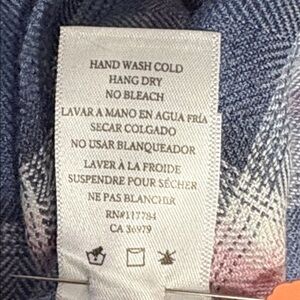 HAND WASH COLD
HANG DRY
NO BLEACH
LAVAR A MANO EN AGUA FRÍA
SECAR COLGADO
NO USAR BLANQUEADOR
LAVER À LA FROIDE
SUSPENDRE POUR SÉCHER
NE PAS BLANCHIR
RN#117784
CA 36979